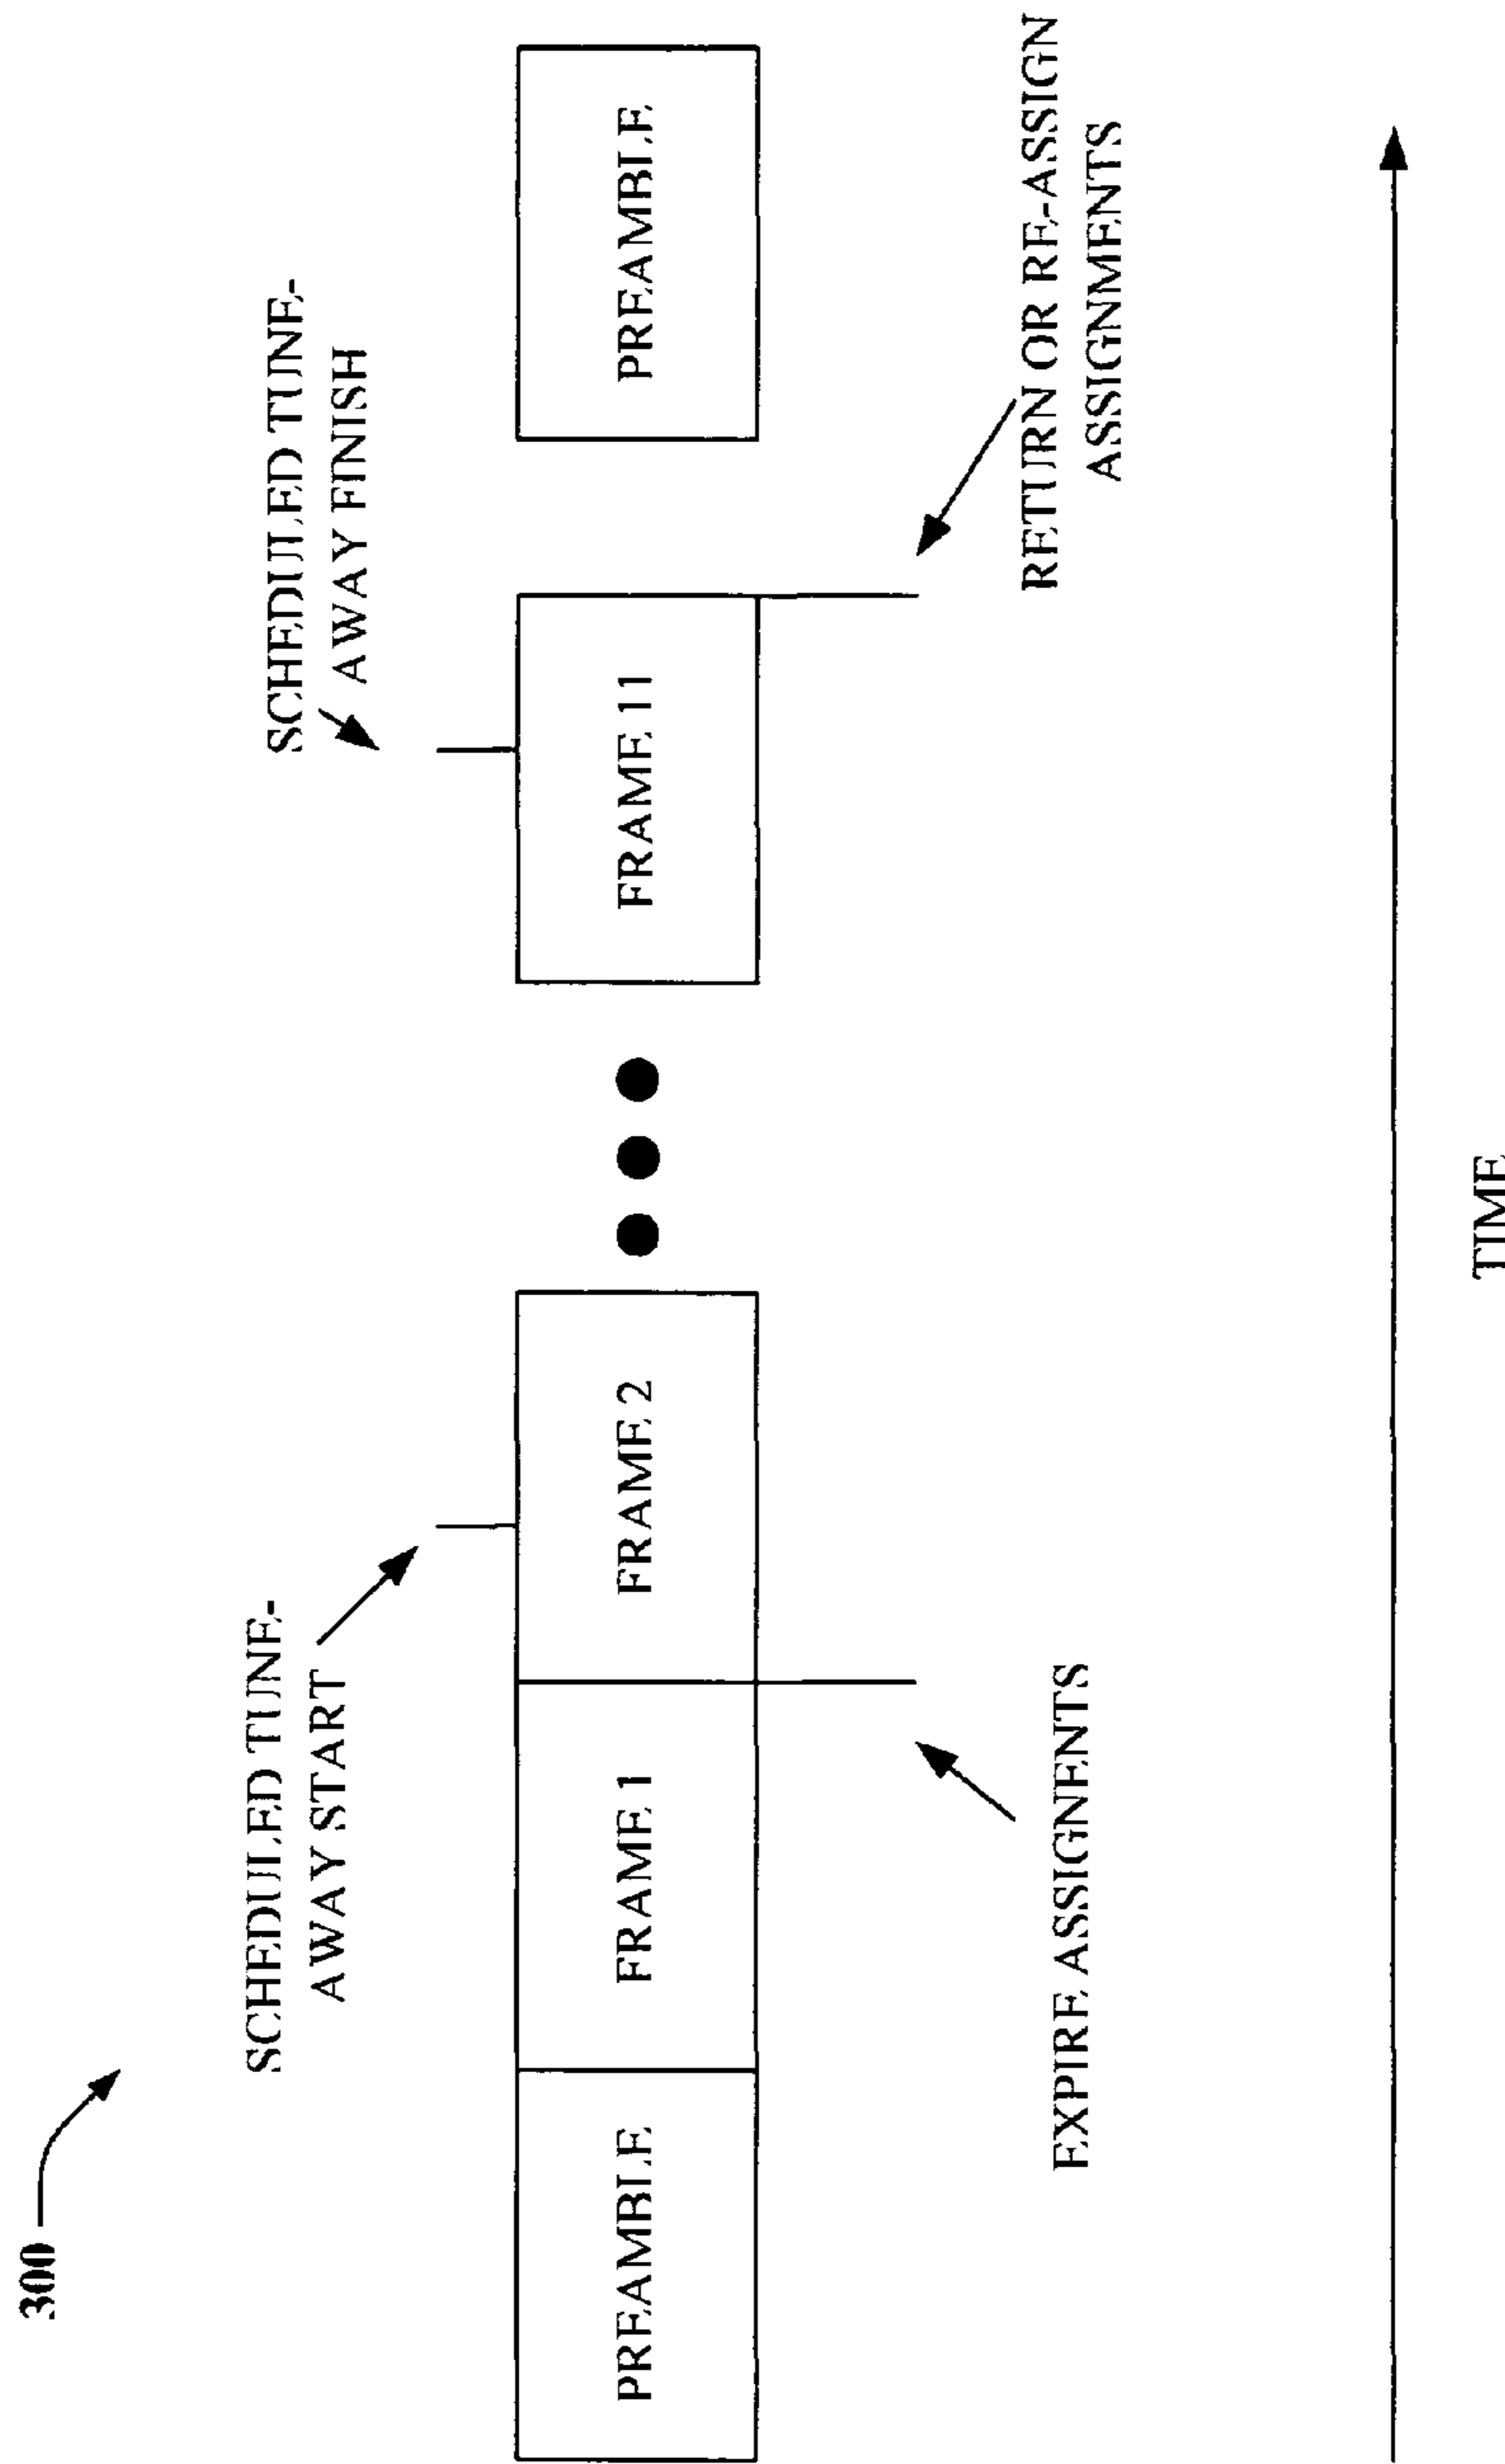 300
SCHEDULED TUNE-
AWAY START
SCHEDULED TUNE-
AWAY FINISH
PREAMBLE
FRAME 1
FRAME 2
FRAME 11
PREAMBLE
EXPIRE ASSIGNENTS
RETURN OR RE-ASSIGN
ASSIGNMENTS
TIME